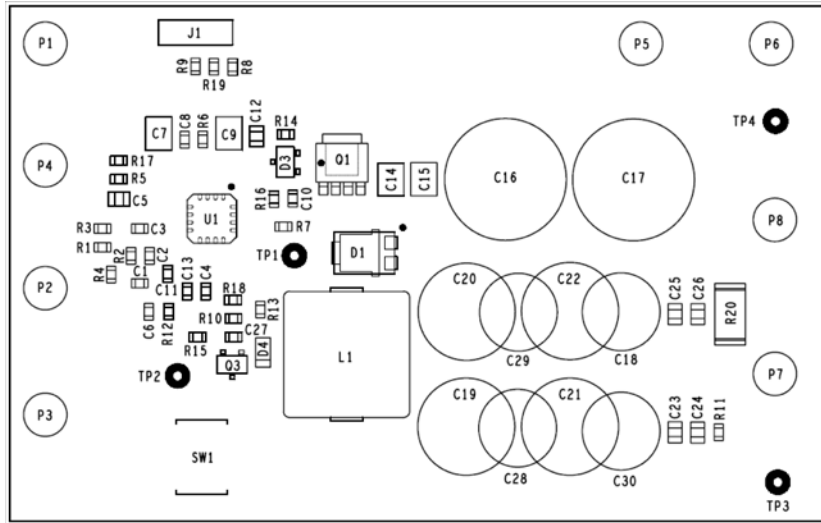 P1
J1
P5
P6
R9
R19
R8
C7
C8
R6
C9
C12
R14
D3
Q1
C14
C15
C16
C17
TP4
P4
R17
R5
C5
R16
C10
U1
R7
P8
R3
C3
R1
R2
C2
TP1
D1
R4
C1
C11
C13
C4
R18
R13
C20
C22
C25
C26
R20
P2
C6
R12
R10
C27
R15
D4
Q3
L1
C29
C18
TP2
P7
P3
C19
C21
C23
C24
R11
SW1
C28
C30
TP3